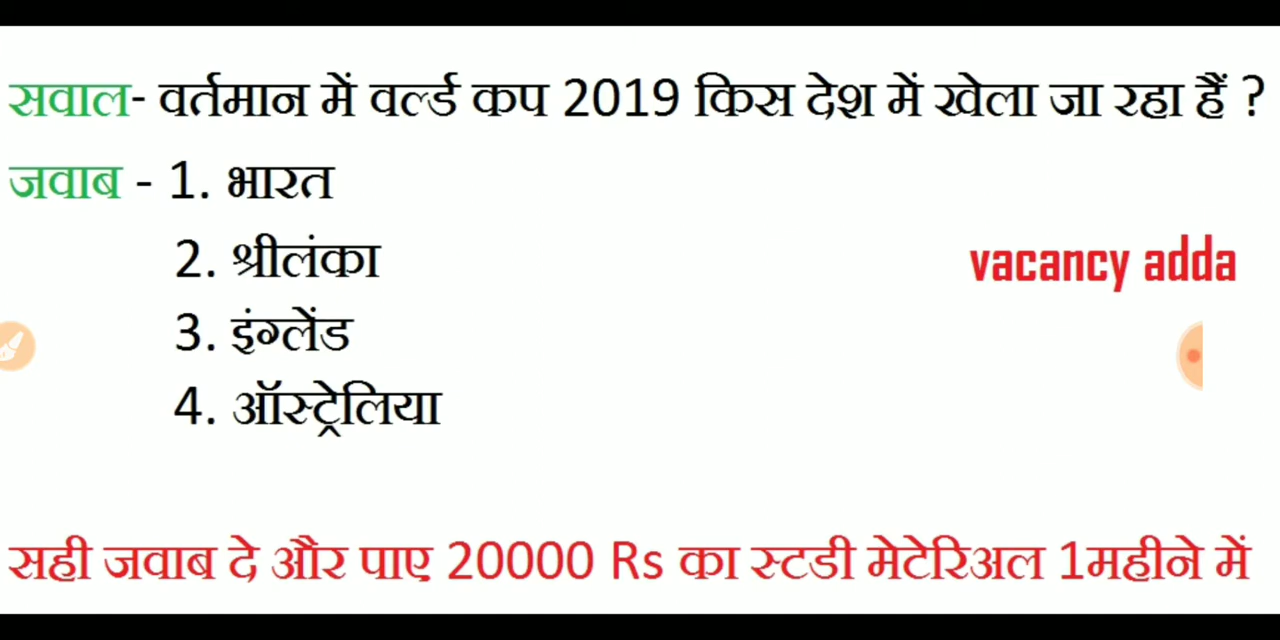 सवाल- वर्तमान में वर्ल्ड कप 2019 किस देश में खेला जा रहा हैं ?
जवाब - 1. भारत
2. श्रीलंका
vacancy adda
3. इंग्लेंड
4. ऑस्ट्रेलिया
सही जवाब दे और पाए 20000 Rs का स्टडी मेटेरिअल 1महीने में